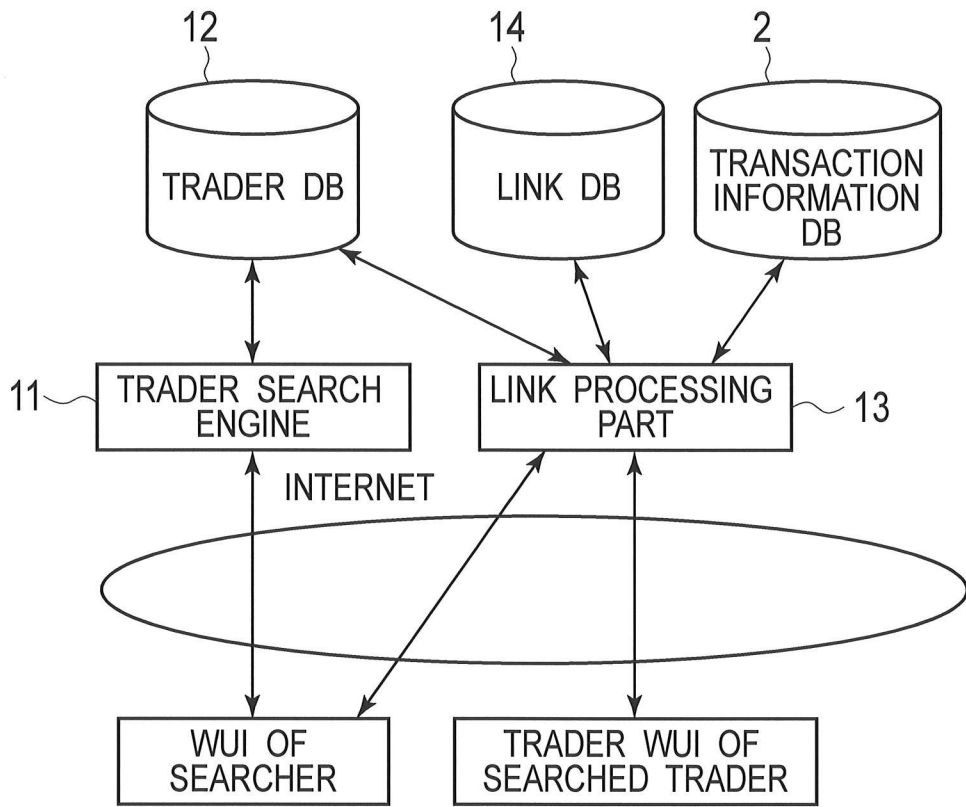 12
14
2
TRADER DB
LINK DB
TRANSACTION
INFORMATION
DB
11
TRADER SEARCH
ENGINE
LINK PROCESSING
PART
13
INTERNET
WUI OF
SEARCHER
TRADER WUI OF
SEARCHED TRADER